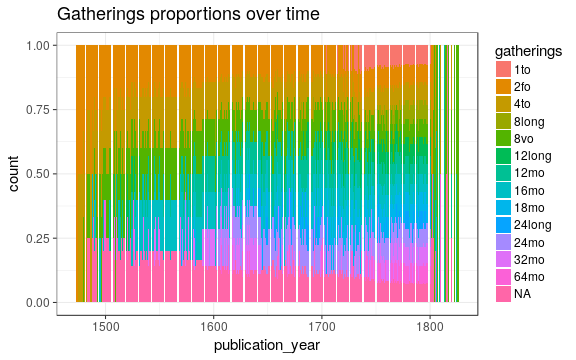 Gatherings proportions over time
1.00
0.75
0.50
0.25
0.00
count
1500
1600
1700
1800
publication_year
gatherings
1to
2fo
4to
8long
8vo
12long
12mo
16mo
18mo
24long
24mo
32mo
64mo
NA